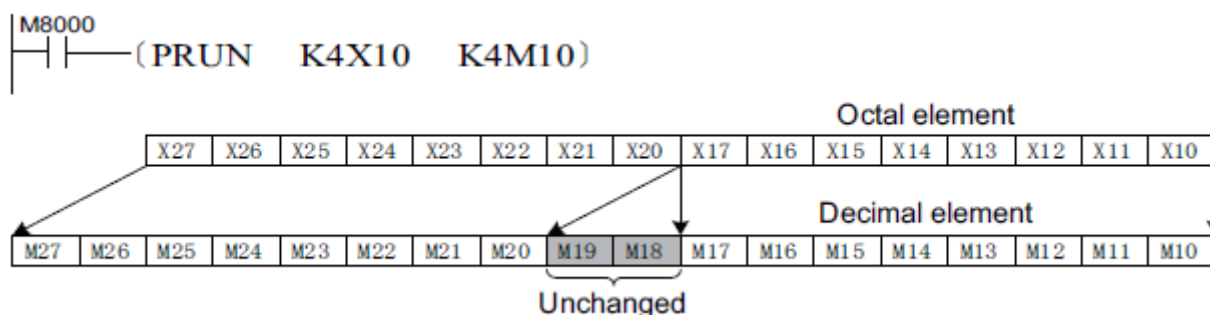 M8000
〔PRUN K4X10 K4M10〕
Octal element
X27 X26 X25 X24 X23 X22 X21 X20 X17 X16 X15 X14 X13 X12 X11 X10
Decimal element
M27 M26 M25 M24 M23 M22 M21 M20 M19 M18 M17 M16 M15 M14 M13 M12 M11 M10
Unchanged